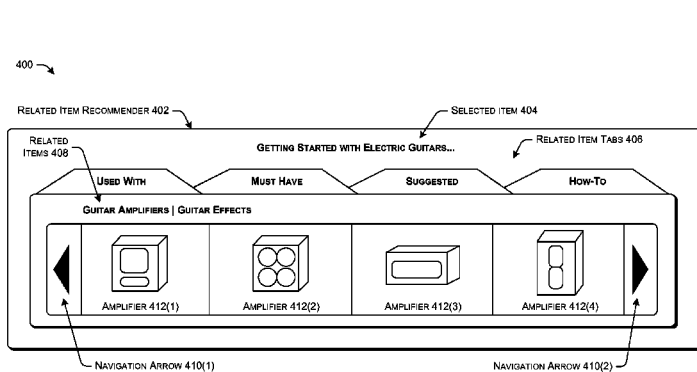 400
RELATED ITEM RECOMMENDER 402
SELECTED ITEM 404
RELATED
ITEMS 408
GETTING STARTED WITH ELECTRIC GUITARS...
RELATED ITEM TABS 406
USED WITH
MUST HAVE
SUGGESTED
HOW-TO
GUITAR AMPLIFIERS | GUITAR EFFECTS
AMPLIFIER 412(1)
AMPLIFIER 412(2)
AMPLIFIER 412(3)
AMPLIFIER 412(4)
NAVIGATION ARROW 410(1)
NAVIGATION ARROW 410(2)